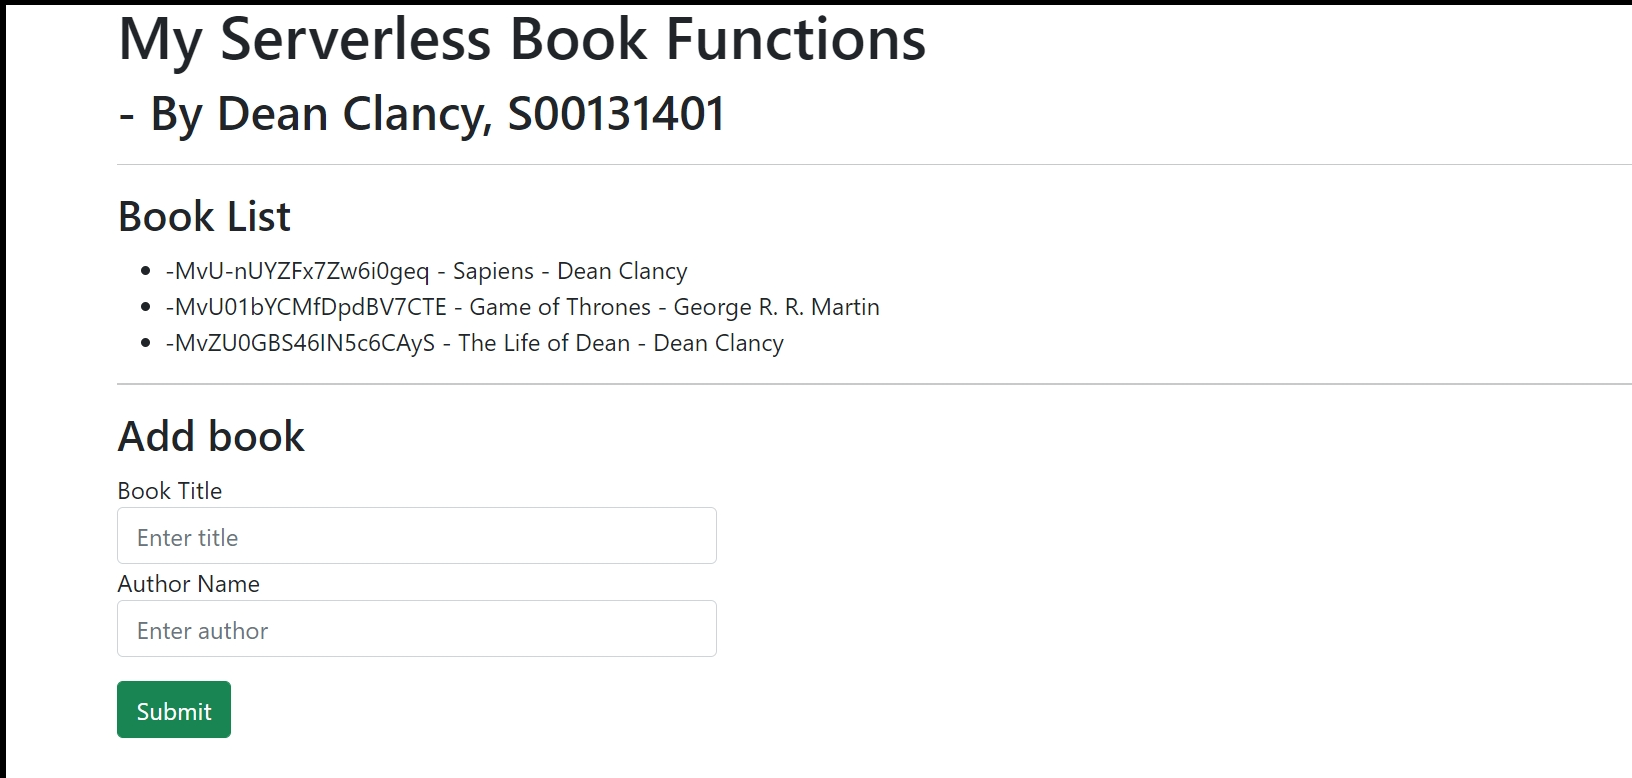 My Serverless Book Functions
- By Dean Clancy, S00131401
Book List
-MvU-nUYZFx7Zw6i0geq - Sapiens - Dean Clancy
-MvU01bYCMfDpdBV7CTE - Game of Thrones - George R. R. Martin
-MvZU0GBS46IN5c6CAyS - The Life of Dean - Dean Clancy
Add book
Book Title
Enter title
Author Name
Enter author
Submit